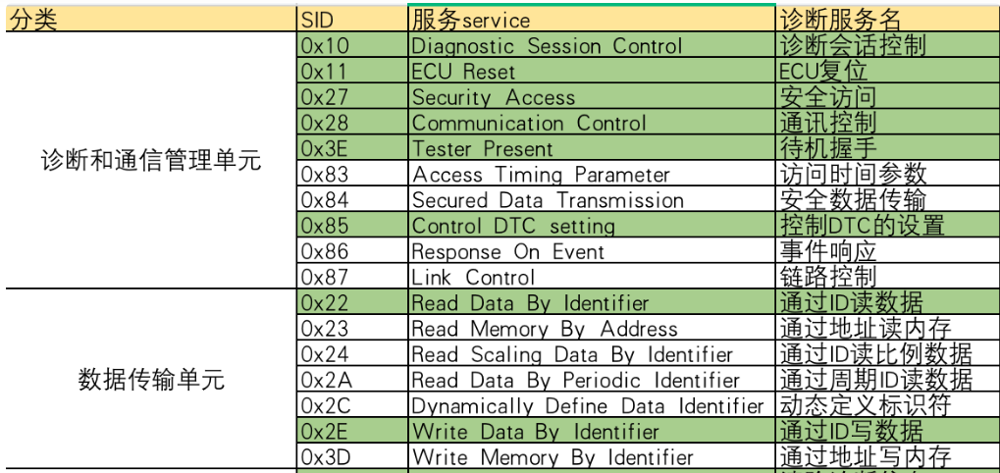 分类 SID 服务service 诊断服务名
0x10 Diagnostic Session Control 诊断会话控制
0x11 ECU Reset ECU复位
0x27 Security Access 安全访问
0x28 Communication Control 通讯控制
诊断和通信管理单元 0x3E Tester Present 待机握手
0x83 Access Timing Parameter 访问时间参数
0x84 Secured Data Transmission 安全数据传输
0x85 Control DTC setting 控制DTC的设置
0x86 Response On Event 事件响应
0x87 Link Control 链路控制
0x22 Read Data By Identifier 通过ID读数据
0x23 Read Memory By Address 通过地址读内存
0x24 Read Scaling Data By Identifier 通过ID读比例数据
数据传输单元 0x2A Read Data By Periodic Identifier 通过周期ID读数据
0x2C Dynamically Define Data Identifier 动态定义标识符
0x2E Write Data By Identifier 通过ID写数据
0x3D Write Memory By Identifier 通过地址写内存